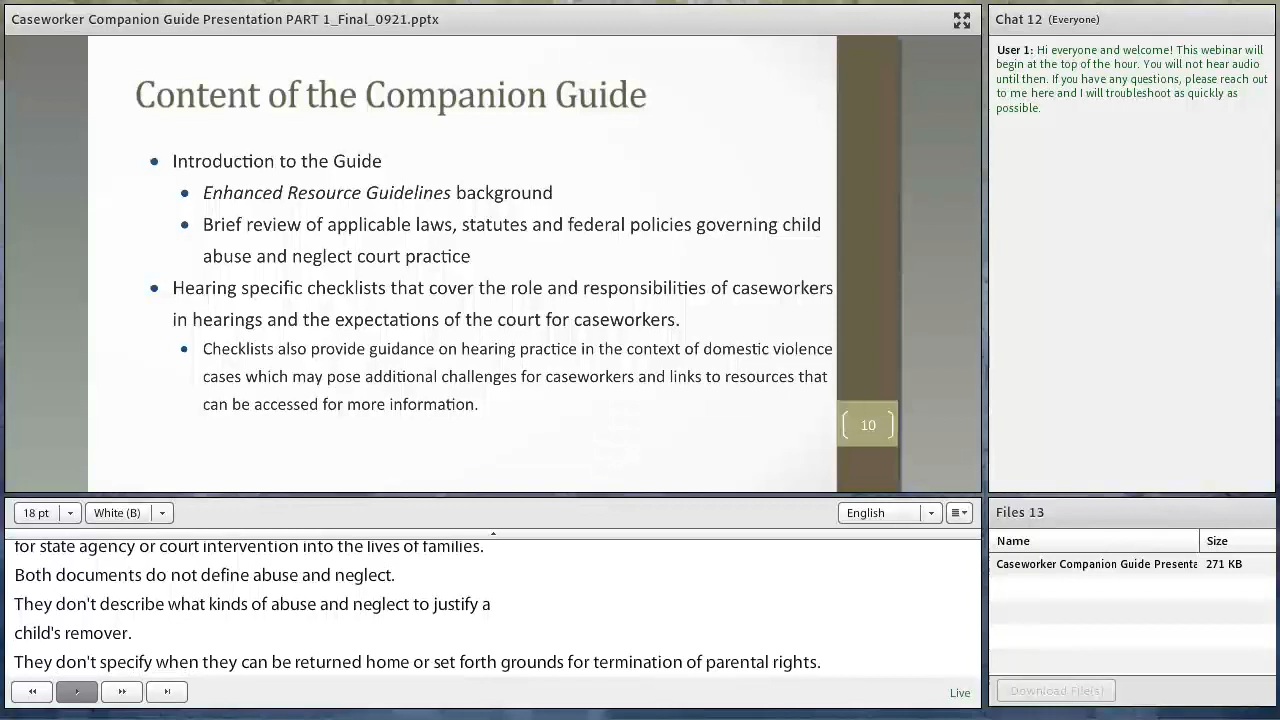 Caseworker Companion Guide Presentation PART 1_Final_0921.pptx
Content of the Companion Guide
• Introduction to the Guide
• Enhanced Resource Guidelines background
• Brief review of applicable laws, statutes and federal policies governing child
abuse and neglect court practice
• Hearing specific checklists that cover the role and responsibilities of caseworkers
in hearings and the expectations of the court for caseworkers.
• Checklists also provide guidance on hearing practice in the context of domestic violence
cases which may pose additional challenges for caseworkers and links to resources that
can be accessed for more information.
10
Chat 12 (Everyone)
User 1: Hi everyone and welcome! This webinar will
begin at the top of the hour. You will not hear audio
until then. If you have any questions, please reach out
to me here and I will troubleshoot as quickly as
possible.
18 pt White (B) English
for state agency or court intervention into the lives of families.
Both documents do not define abuse and neglect.
They don't describe what kinds of abuse and neglect to justify a
child's remover.
They don't specify when they can be returned home or set forth grounds for termination of parental rights.
Live
Files 13
Name Size
Caseworker Companion Guide Presenta 271 KB
Download File(s)